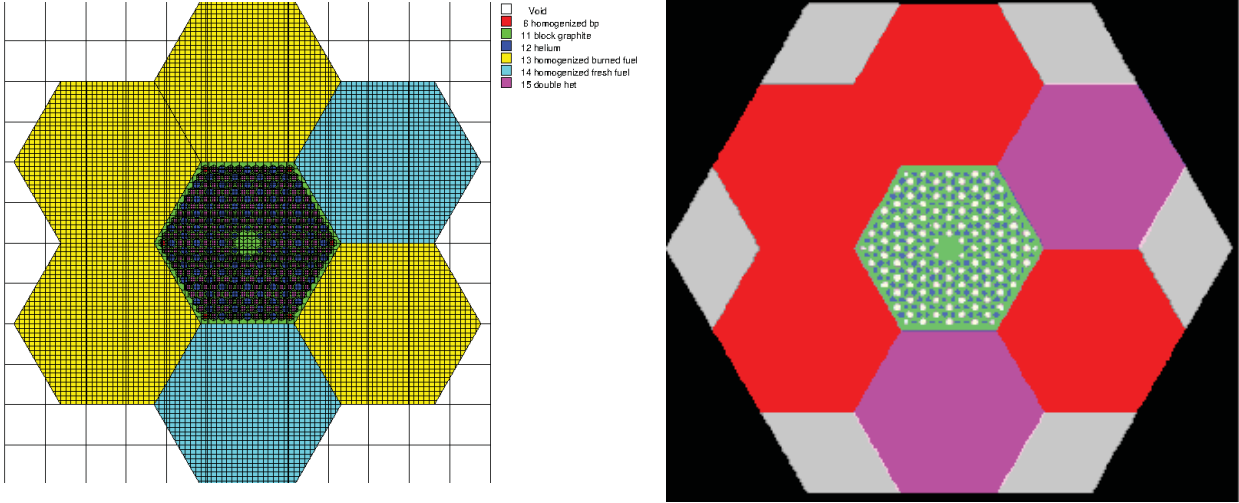 Void
6 homogenized bp
11 block graphite
12 helium
13 homogenized burned fuel
14 homogenized fresh fuel
15 double het